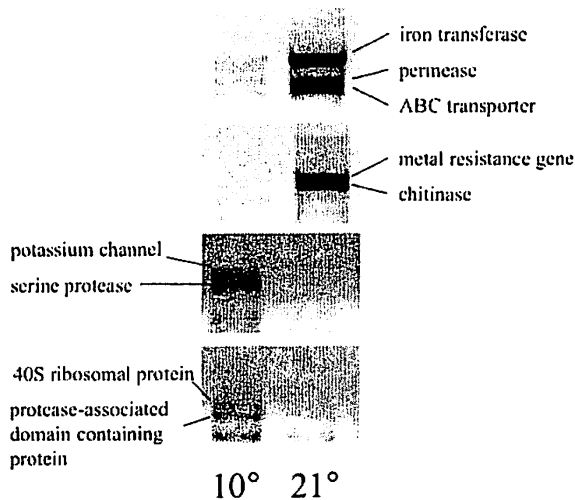 iron transferase
permease
ABC transporter
metal resistance gene
chitinase
potassium channel
serine protease
40S ribosomal protein
protease-associated
domain containing
protein
10° 21°